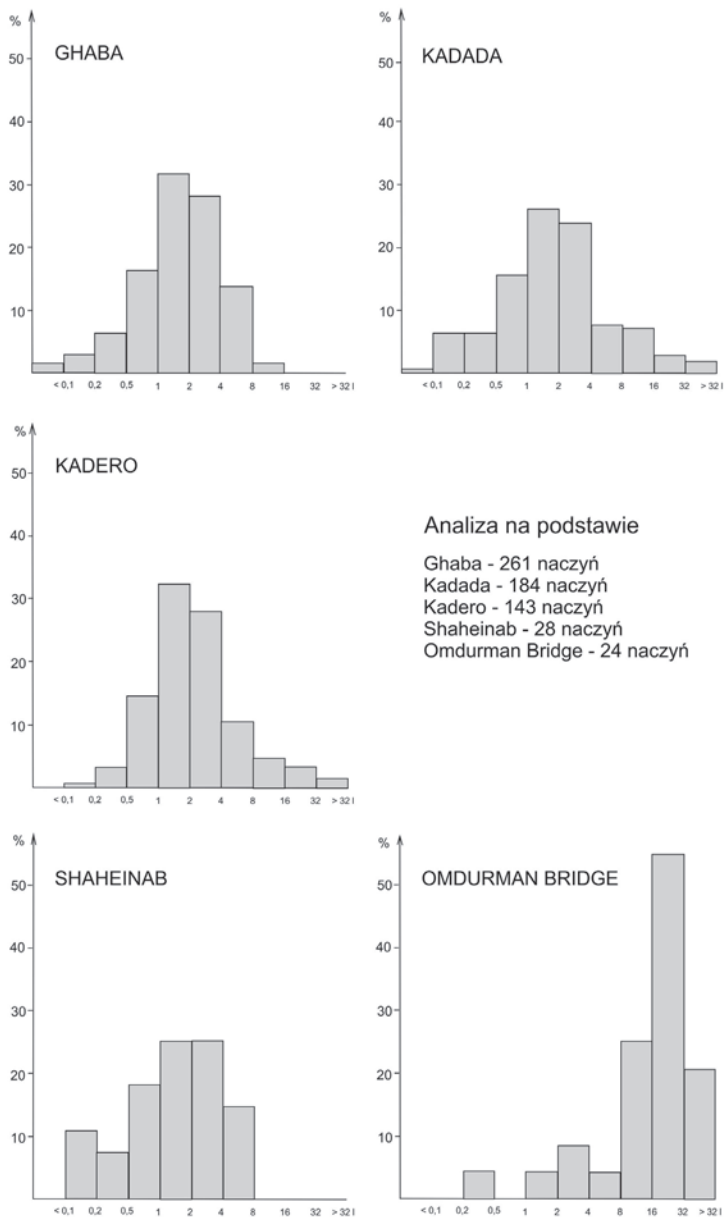 %
GHABA
50
40
30
20
10
< 0,1 0,2 0,5 1 2 4 8 16 32 > 32 l
%
KADADA
50
40
30
20
10
< 0,1 0,2 0,5 1 2 4 8 16 32 > 32 l
%
KADERO
50
40
30
20
10
< 0,1 0,2 0,5 1 2 4 8 16 32 > 32 l
Analiza na podstawie
Ghaba - 261 naczyń
Kadada - 184 naczyń
Kadero - 143 naczyń
Shaheinab - 28 naczyń
Omdurman Bridge - 24 naczyń
%
SHAHEINAB
50
40
30
20
10
< 0,1 0,2 0,5 1 2 4 8 16 32 > 32 l
%
OMDURMAN BRIDGE
50
40
30
20
10
< 0,1 0,2 0,5 1 2 4 8 16 32 > 32 l